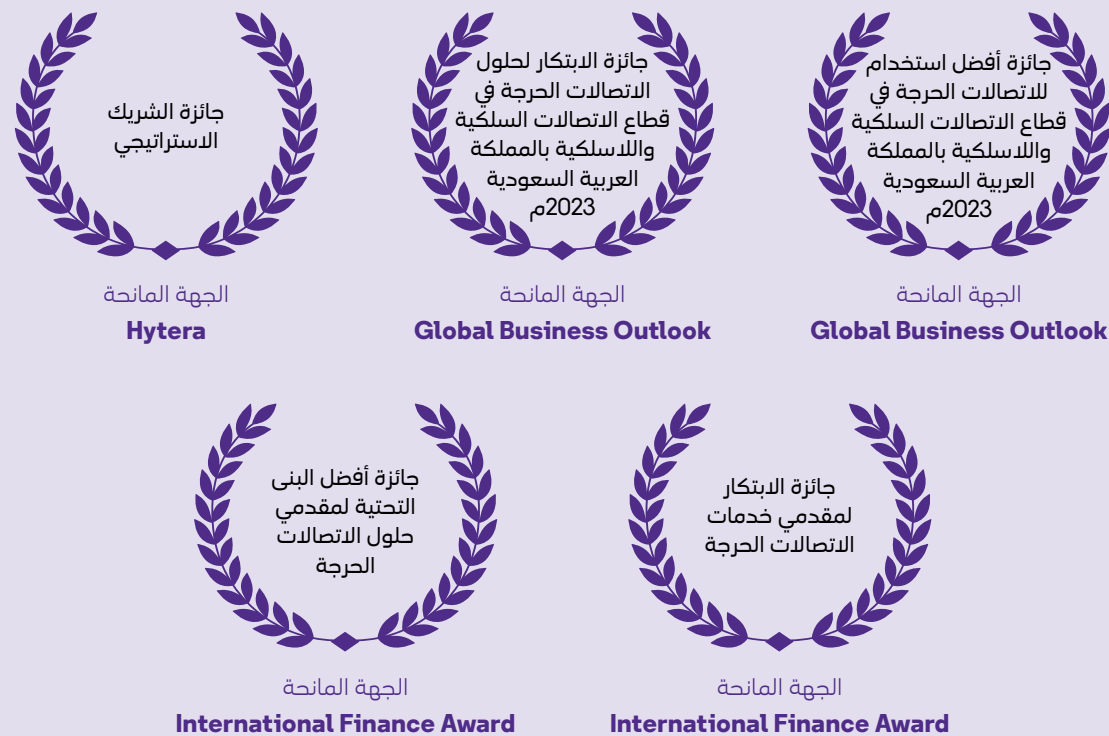 جائزة أفضل استخدام
للاتصالات الحرجة في
قطاع الاتصالات السلكية
واللاسلكية بالمملكة
العربية السعودية
2023م
الجهة المانحة
Global Business Outlook
جائزة الابتكار لحلول
الاتصالات الحرجة في
قطاع الاتصالات السلكية
واللاسلكية بالمملكة
العربية السعودية
2023م
الجهة المانحة
Global Business Outlook
جائزة الشريك
الاستراتيجي
الجهة المانحة
Hytera
جائزة الابتكار
لمقدمي خدمات
الاتصالات الحرجة
الجهة المانحة
International Finance Award
جائزة أفضل البنى
التحتية لمقدمي
حلول الاتصالات
الحرجة
الجهة المانحة
International Finance Award